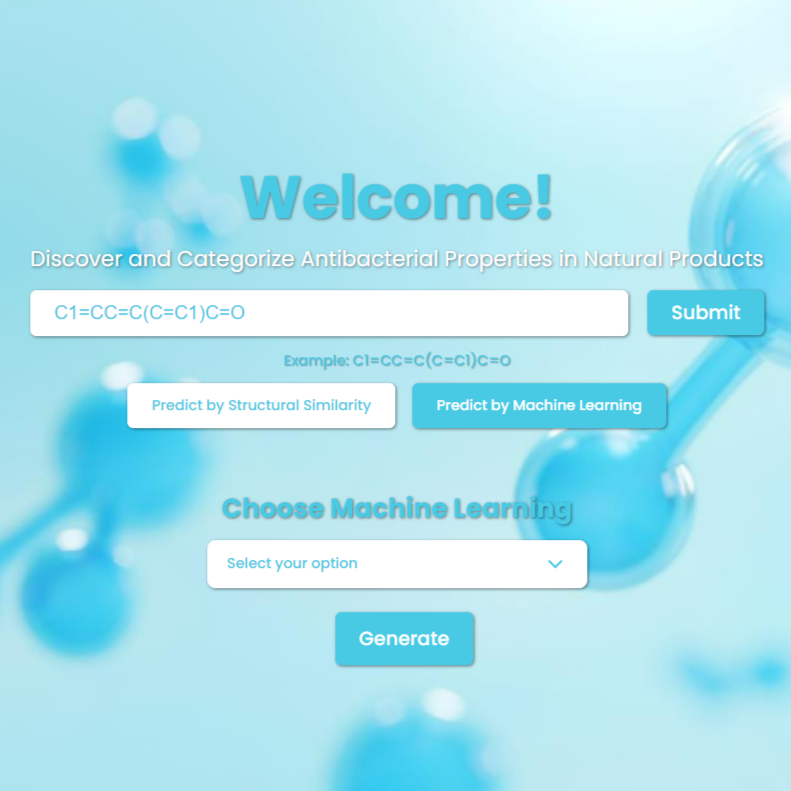 Welcome!
Discover and Categorize Antibacterial Properties in Natural Products
C1=CC=C(C=C1)C=O
Submit
Example: C1=CC=C(C=C1)C=O
Predict by Structural Similarity
Predict by Machine Learning
Choose Machine Learning
Select your option
Generate